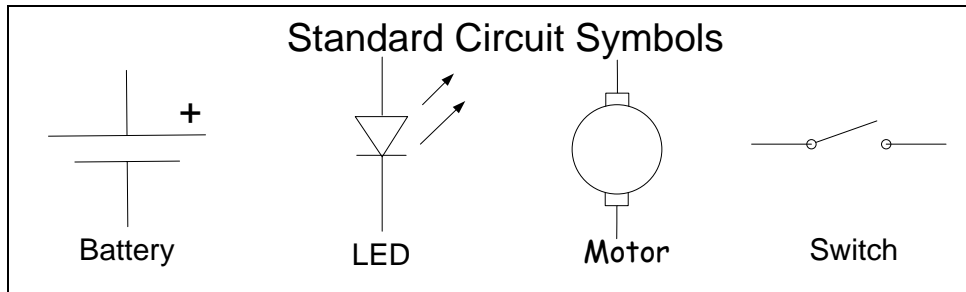 Standard Circuit Symbols
+
Battery
LED
Motor
Switch